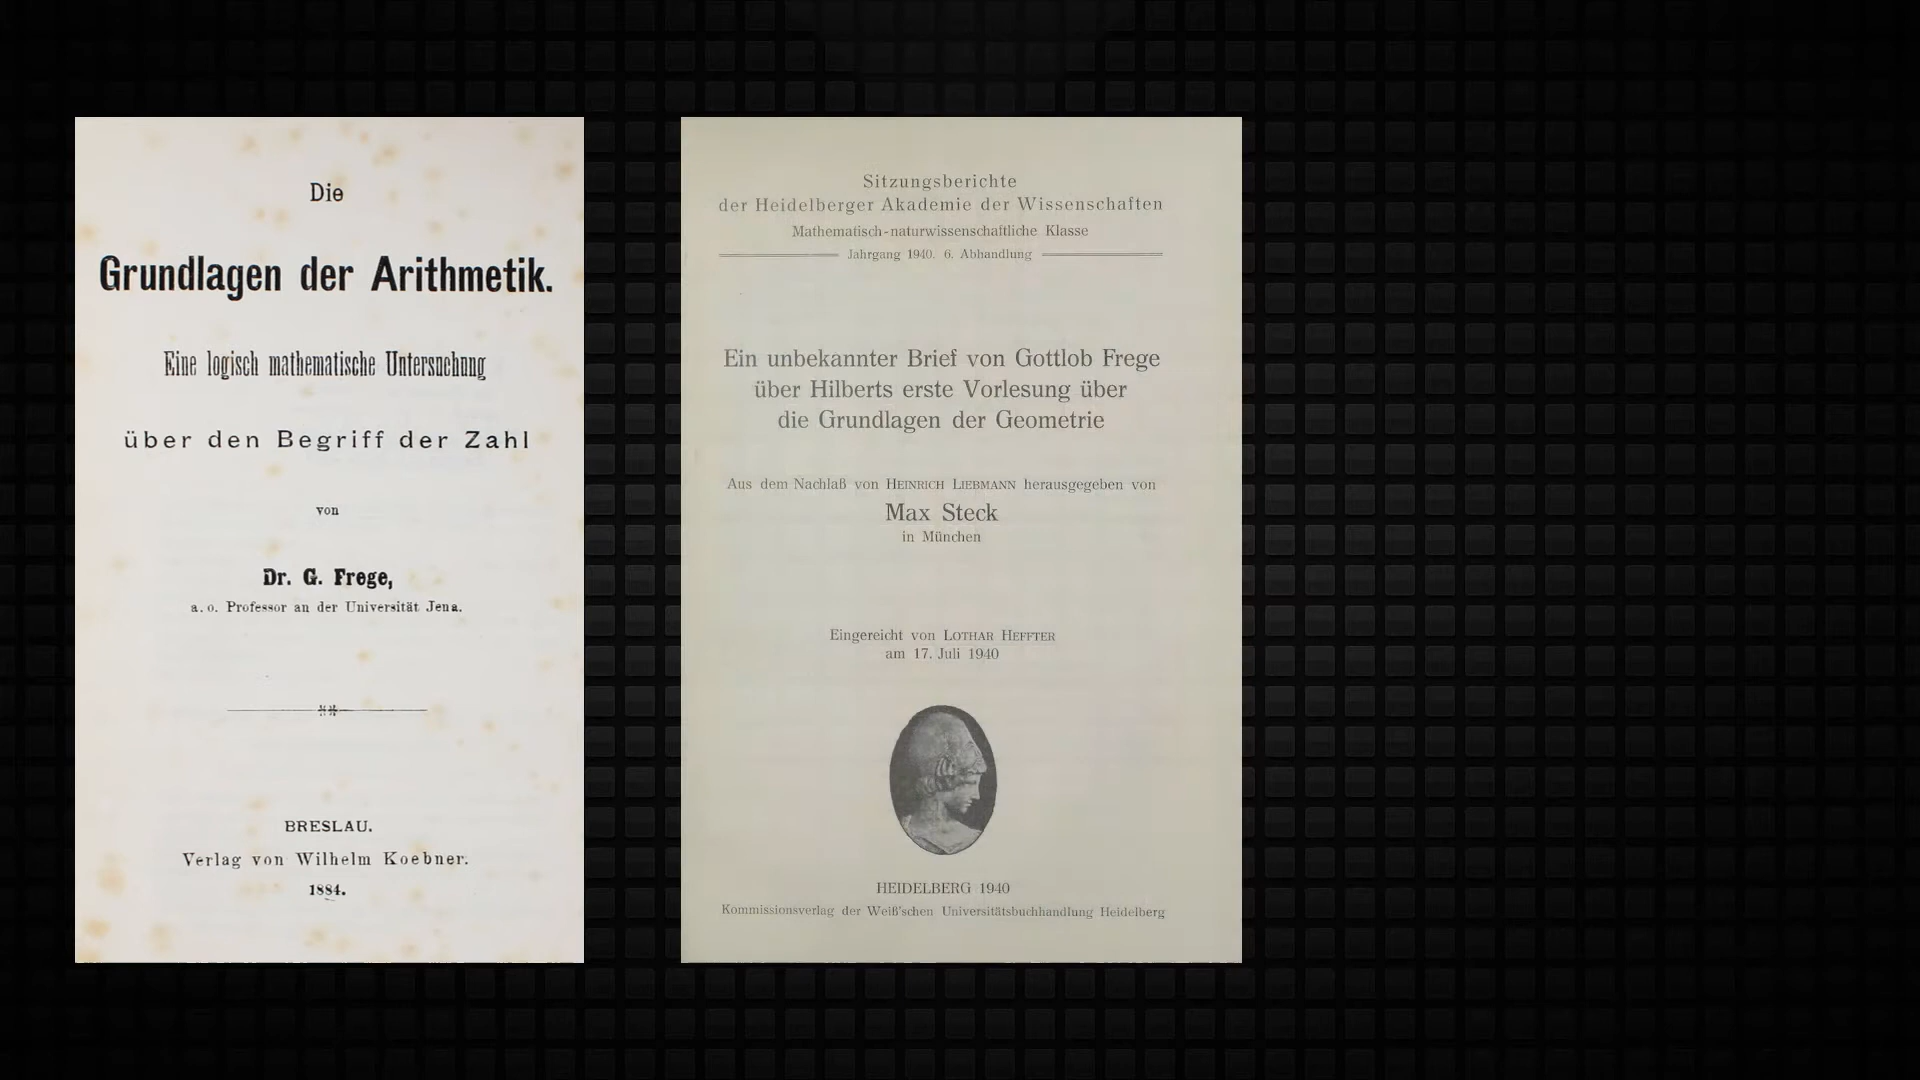 Die
Grundlagen der Arithmetik.
Eine logisch mathematische Untersuchung
über den Begriff der Zahl
von
Dr. G. Frege,
a. o. Professor an der Universität Jena.
BRESLAU.
Verlag von Wilhelm Koebner.
1884.
Sitzungsberichte
der Heidelberger Akademie der Wissenschaften
Mathematisch-naturwissenschaftliche Klasse
Jahrgang 1940. 6. Abhandlung
Ein unbekannter Brief von Gottlob Frege
über Hilberts erste Vorlesung über
die Grundlagen der Geometrie
Aus dem Nachlaß von HEINRICH LIEBMANN herausgegeben von
Max Steck
in München
Eingereicht von LOTHAR HEFFTER
am 17. Juli 1940
HEIDELBERG 1940
Kommissionsverlag der Weiß'schen Universitätsbuchhandlung Heidelberg